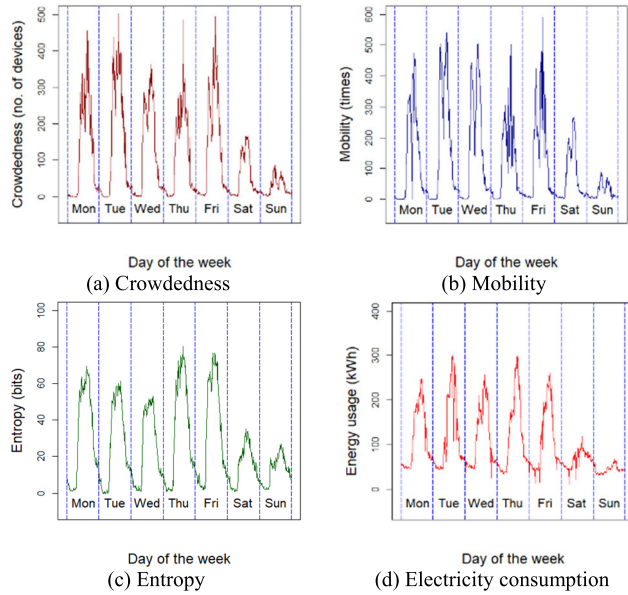 Crowdedness (no. of devices)
0 100 200 300 400 500
Mon Tue Wed Thu Fri Sat Sun
Day of the week
(a) Crowdedness
Mobility (times)
0 100 200 300 400 500 600
Mon Tue Wed Thu Fri Sat Sun
Day of the week
(b) Mobility
Entropy (bits)
0 20 40 60 80 100
Mon Tue Wed Thu Fri Sat Sun
Day of the week
(c) Entropy
Energy usage (kWh)
0 100 200 300 400
Mon Tue Wed Thu Fri Sat Sun
Day of the week
(d) Electricity consumption